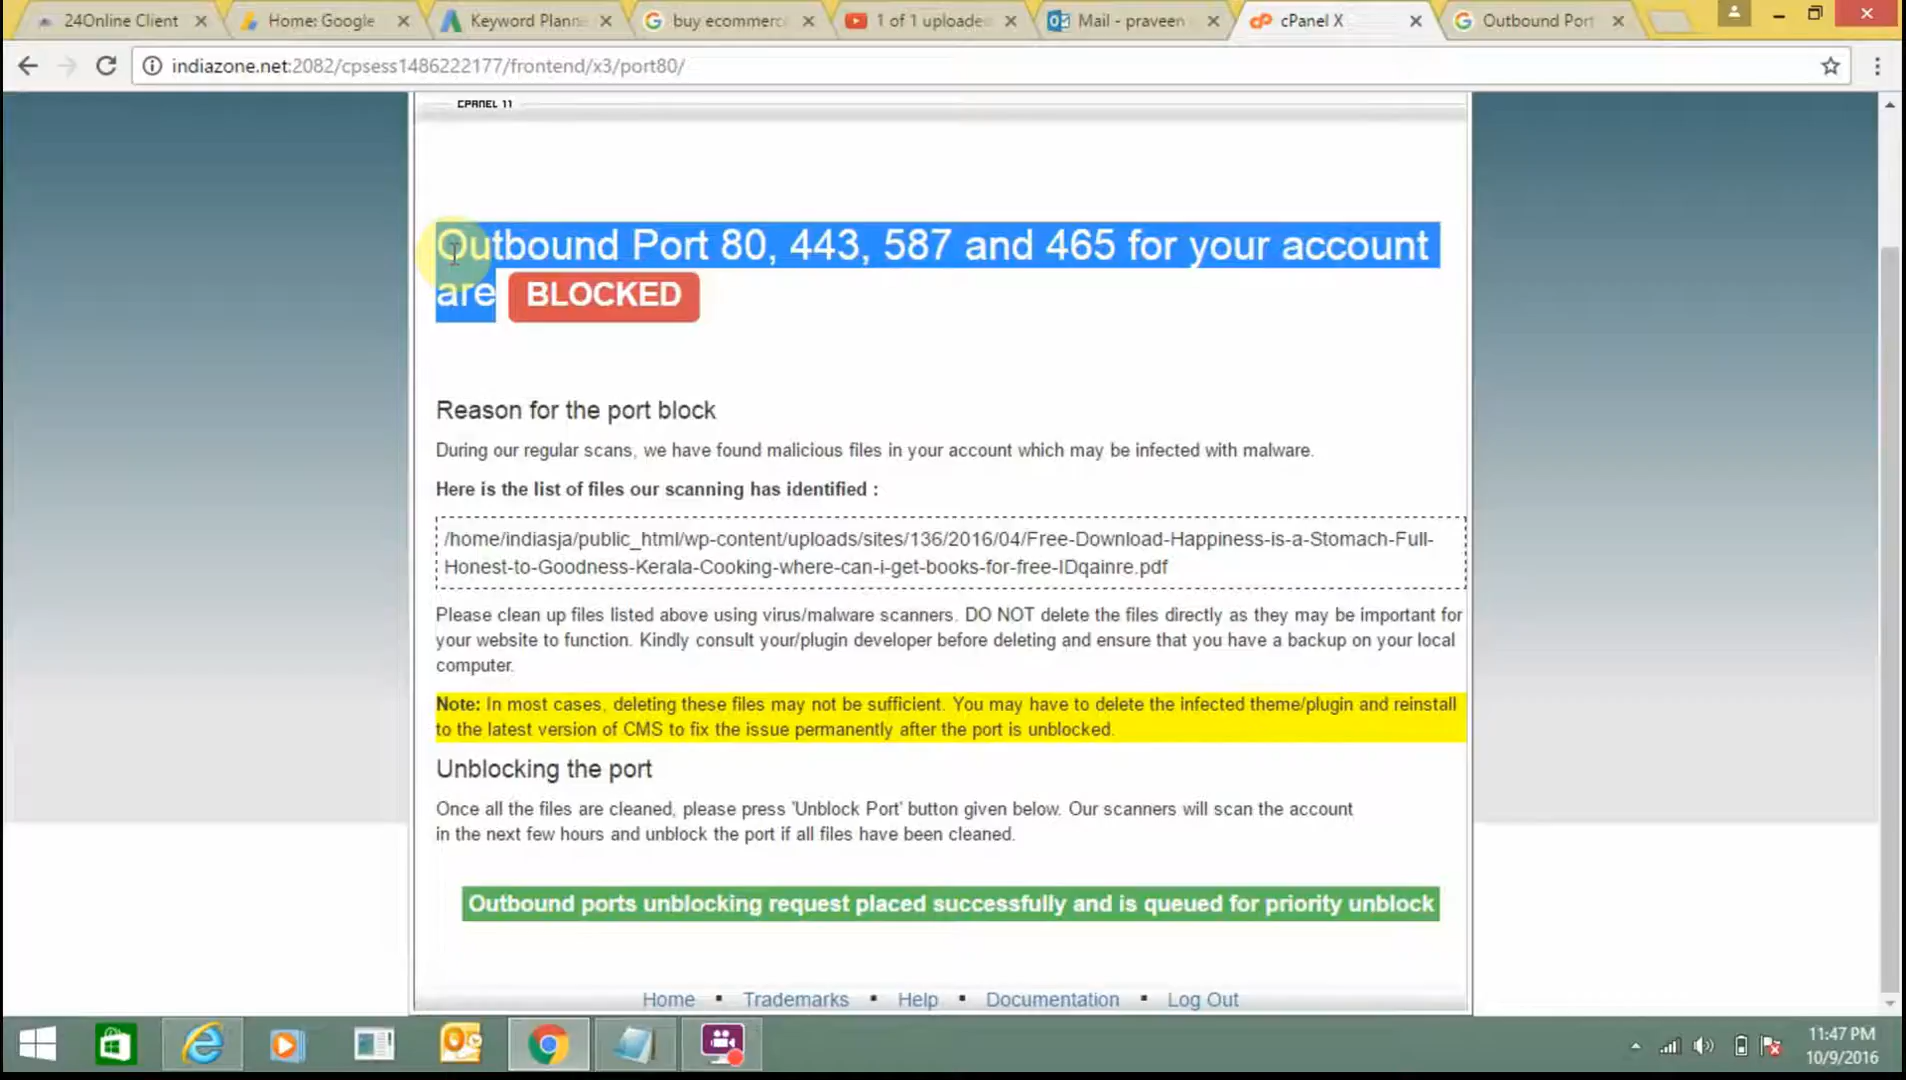 24Online Client
Home: Google
Keyword Planne
buy ecommerc
1 of 1 uploade
Mail - praveen
cPanel X
Outbound Port
indiazone.net:2082/cpsess1486222177/frontend/x3/port80/
CPANEL 11
Outbound Port 80, 443, 587 and 465 for your account
are BLOCKED
Reason for the port block
During our regular scans, we have found malicious files in your account which may be infected with malware.
Here is the list of files our scanning has identified :
/home/indiasja/public_html/wp-content/uploads/sites/136/2016/04/Free-Download-Happiness-is-a-Stomach-Full-
Honest-to-Goodness-Kerala-Cooking-where-can-i-get-books-for-free-IDqainre.pdf
Please clean up files listed above using virus/malware scanners. DO NOT delete the files directly as they may be important for
your website to function. Kindly consult your/plugin developer before deleting and ensure that you have a backup on your local
computer.
Note: In most cases, deleting these files may not be sufficient. You may have to delete the infected theme/plugin and reinstall
to the latest version of CMS to fix the issue permanently after the port is unblocked.
Unblocking the port
Once all the files are cleaned, please press 'Unblock Port' button given below. Our scanners will scan the account
in the next few hours and unblock the port if all files have been cleaned.
Outbound ports unblocking request placed successfully and is queued for priority unblock
Home ▪ Trademarks ▪ Help ▪ Documentation ▪ Log Out
11:47 PM
10/9/2016